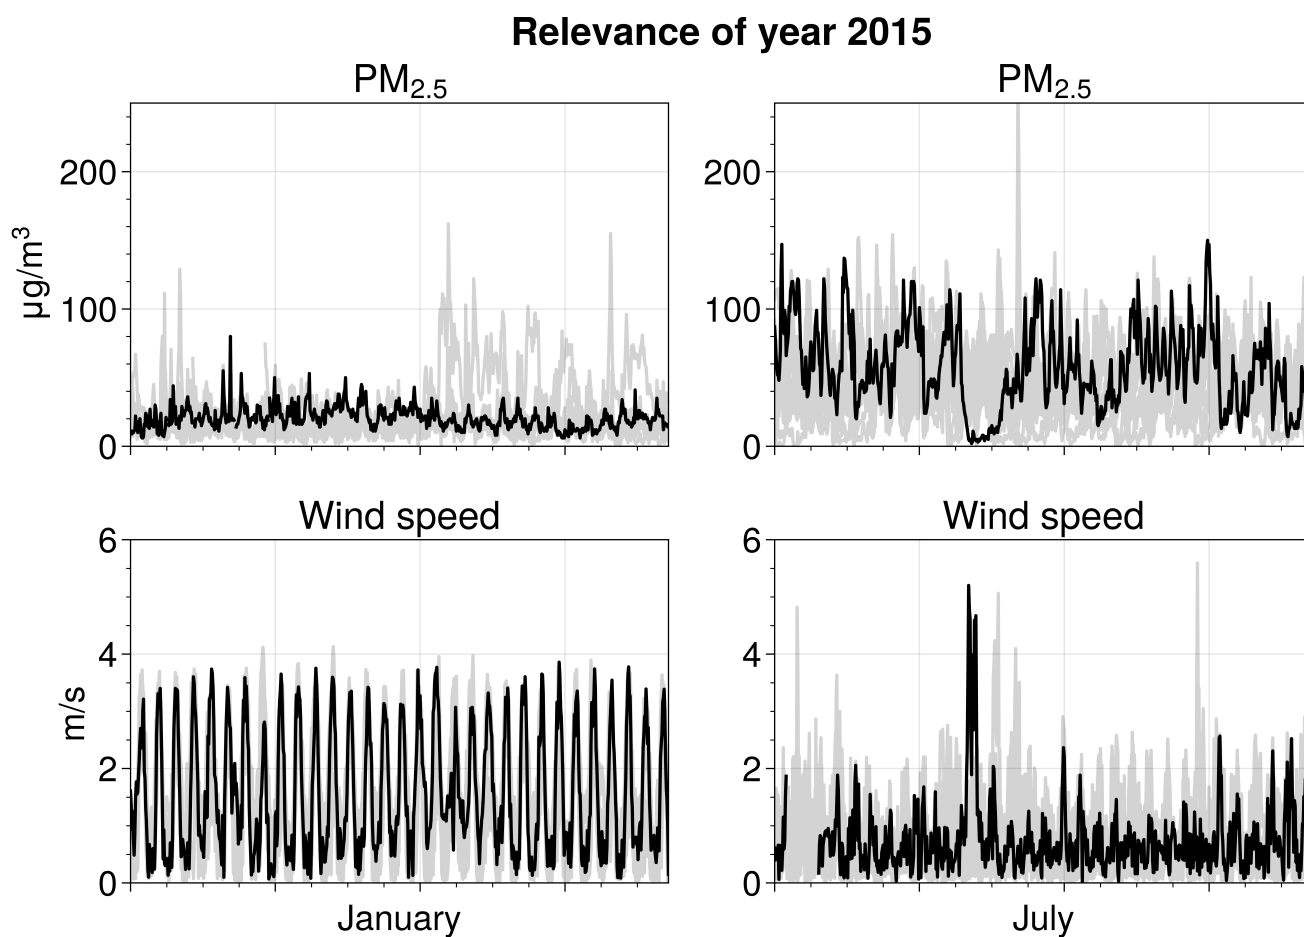 Relevance of year 2015
PM2.5 PM2.5
200 200
µg/m³
100 100
0 0
Wind speed Wind speed
6 6
4 4
m/s
2 2
0 0
January July